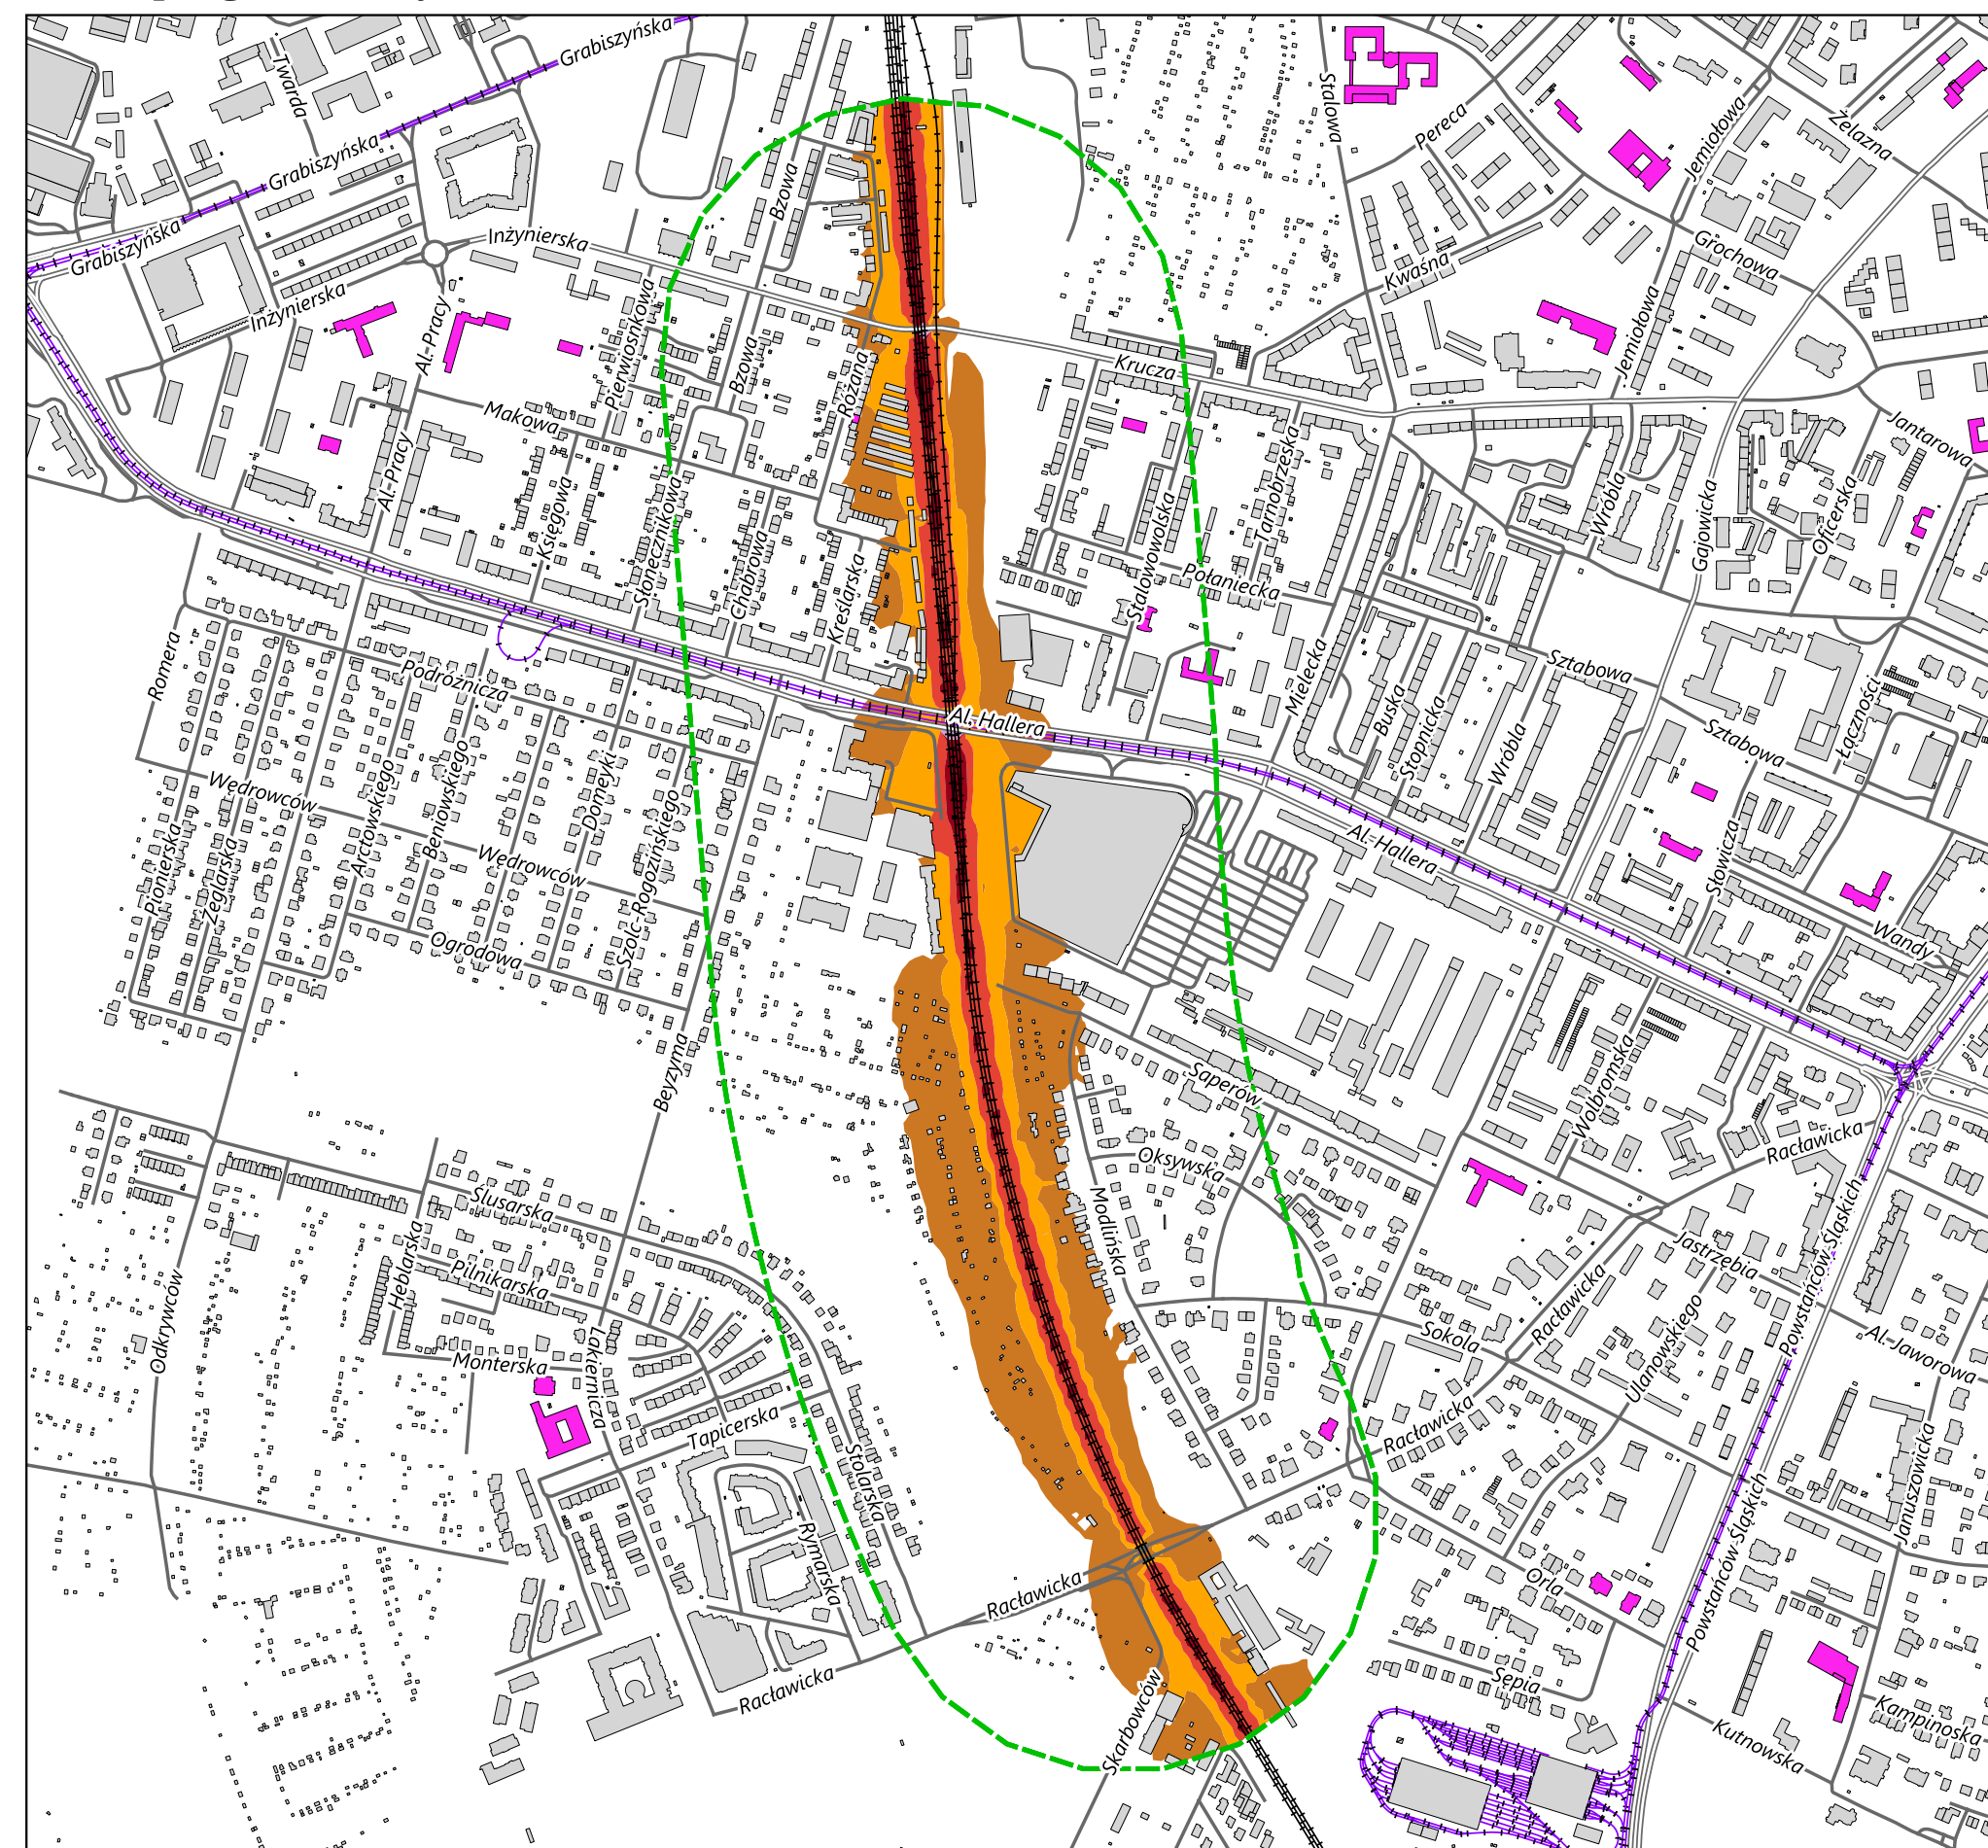 Grabiszyńska
Twarda
Stalowa
Pereca
Jemiołowa
Żelazna
Grabiszyńska
Bzowa
Grabiszyńska
Inżynierska
Grochowa
Kwaśna
Inżynierska
Al. Pracy
Pierwiosnkowa
Jemiołowa
Bzowa
Krucza
Różana
Makowa
Jantarowa
Al. Pracy
Księgowa
Słonecznikowa
Tarnobrzeska
Wróbla
Gajowicka
Oficerska
Stalowowolska
Chabrowa
Kreślarska
Połaniecka
Romera
Podróżnicza
Mielecka
Sztabowa
Buska
Stopnicka
Łączności
Al. Hallera
Wróbla
Sztabowa
Wędrowców
Arctowskiego
Beniowskiego
Domeyki
Szolc-Rogozińskiego
Pionierska
Żeglarska
Wędrowców
Al. Hallera
Słowicza
Ogrodowa
Wandy
Beyzyma
Saperów
Wolbromska
Racławicka
Oksywska
Modlińska
Ślusarska
Heblarska
Pilnikarska
Jastrzębia
Powstańców Śląskich
Odkrywców
Racławicka
Sokola
Ulanowskiego
Al. Jaworowa
Monterska
Lakiernicza
Tapicerska
Racławicka
Stolarska
Januszowicka
Rymarska
Powstańców Śląskich
Racławicka
Orla
Sępia
Racławicka
Skarbowców
Kampinoska
Kutnowska